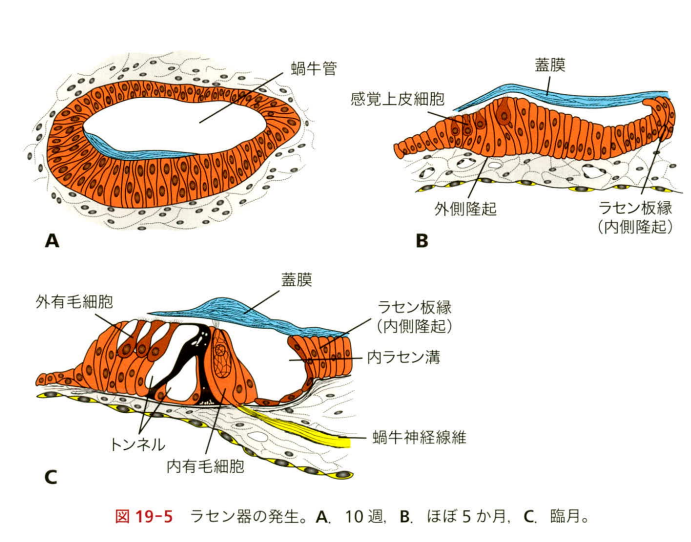 蝸牛管
A
蓋膜
感覚上皮細胞
外側隆起
ラセン板縁
(内側隆起)
B
蓋膜
外有毛細胞
ラセン板縁
(内側隆起)
内ラセン溝
トンネル
内有毛細胞
蝸牛神経線維
C
図 19-5 ラセン器の発生。A. 10 週, B. ほぼ 5 か月, C. 臨月。